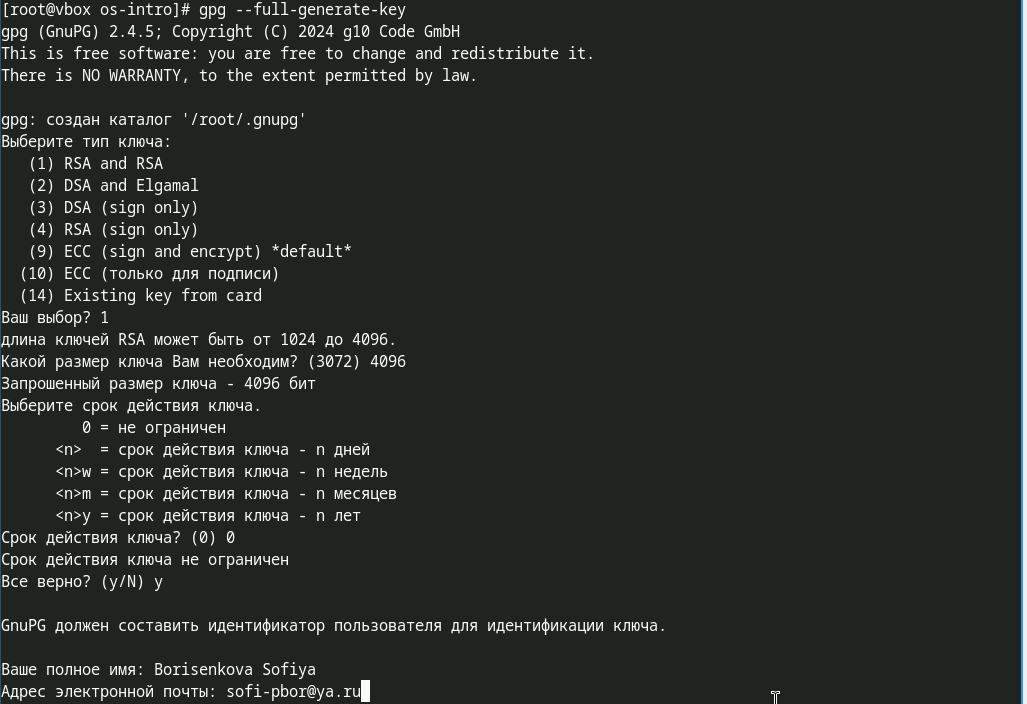 [root@vbox os-intro]# gpg --full-generate-key
gpg (GnuPG) 2.4.5; Copyright (C) 2024 g10 Code GmbH
This is free software: you are free to change and redistribute it.
There is NO WARRANTY, to the extent permitted by law.

gpg: создан каталог '/root/.gnupg'
Выберите тип ключа:
   (1) RSA and RSA
   (2) DSA and Elgamal
   (3) DSA (sign only)
   (4) RSA (sign only)
   (9) ECC (sign and encrypt) *default*
  (10) ECC (только для подписи)
  (14) Existing key from card
Ваш выбор? 1
длина ключей RSA может быть от 1024 до 4096.
Какой размер ключа Вам необходим? (3072) 4096
Запрошенный размер ключа - 4096 бит
Выберите срок действия ключа.
         0 = не ограничен
      <n>  = срок действия ключа - n дней
      <n>w = срок действия ключа - n недель
      <n>m = срок действия ключа - n месяцев
      <n>y = срок действия ключа - n лет
Срок действия ключа? (0) 0
Срок действия ключа не ограничен
Все верно? (y/N) y

GnuPG должен составить идентификатор пользователя для идентификации ключа.

Ваше полное имя: Borisenkova Sofiya
Адрес электронной почты: sofi-pbor@ya.ru